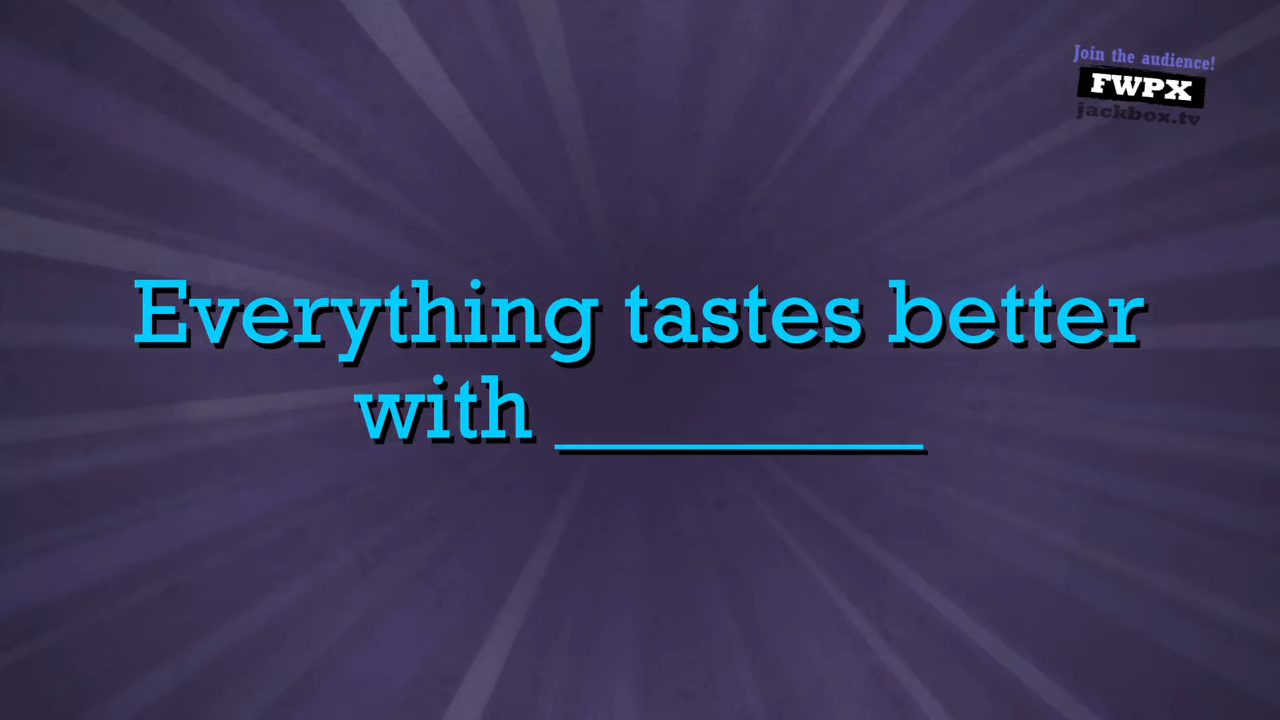 Join the audience!
FWPX
jackbox.tv
Everything tastes better
with ________